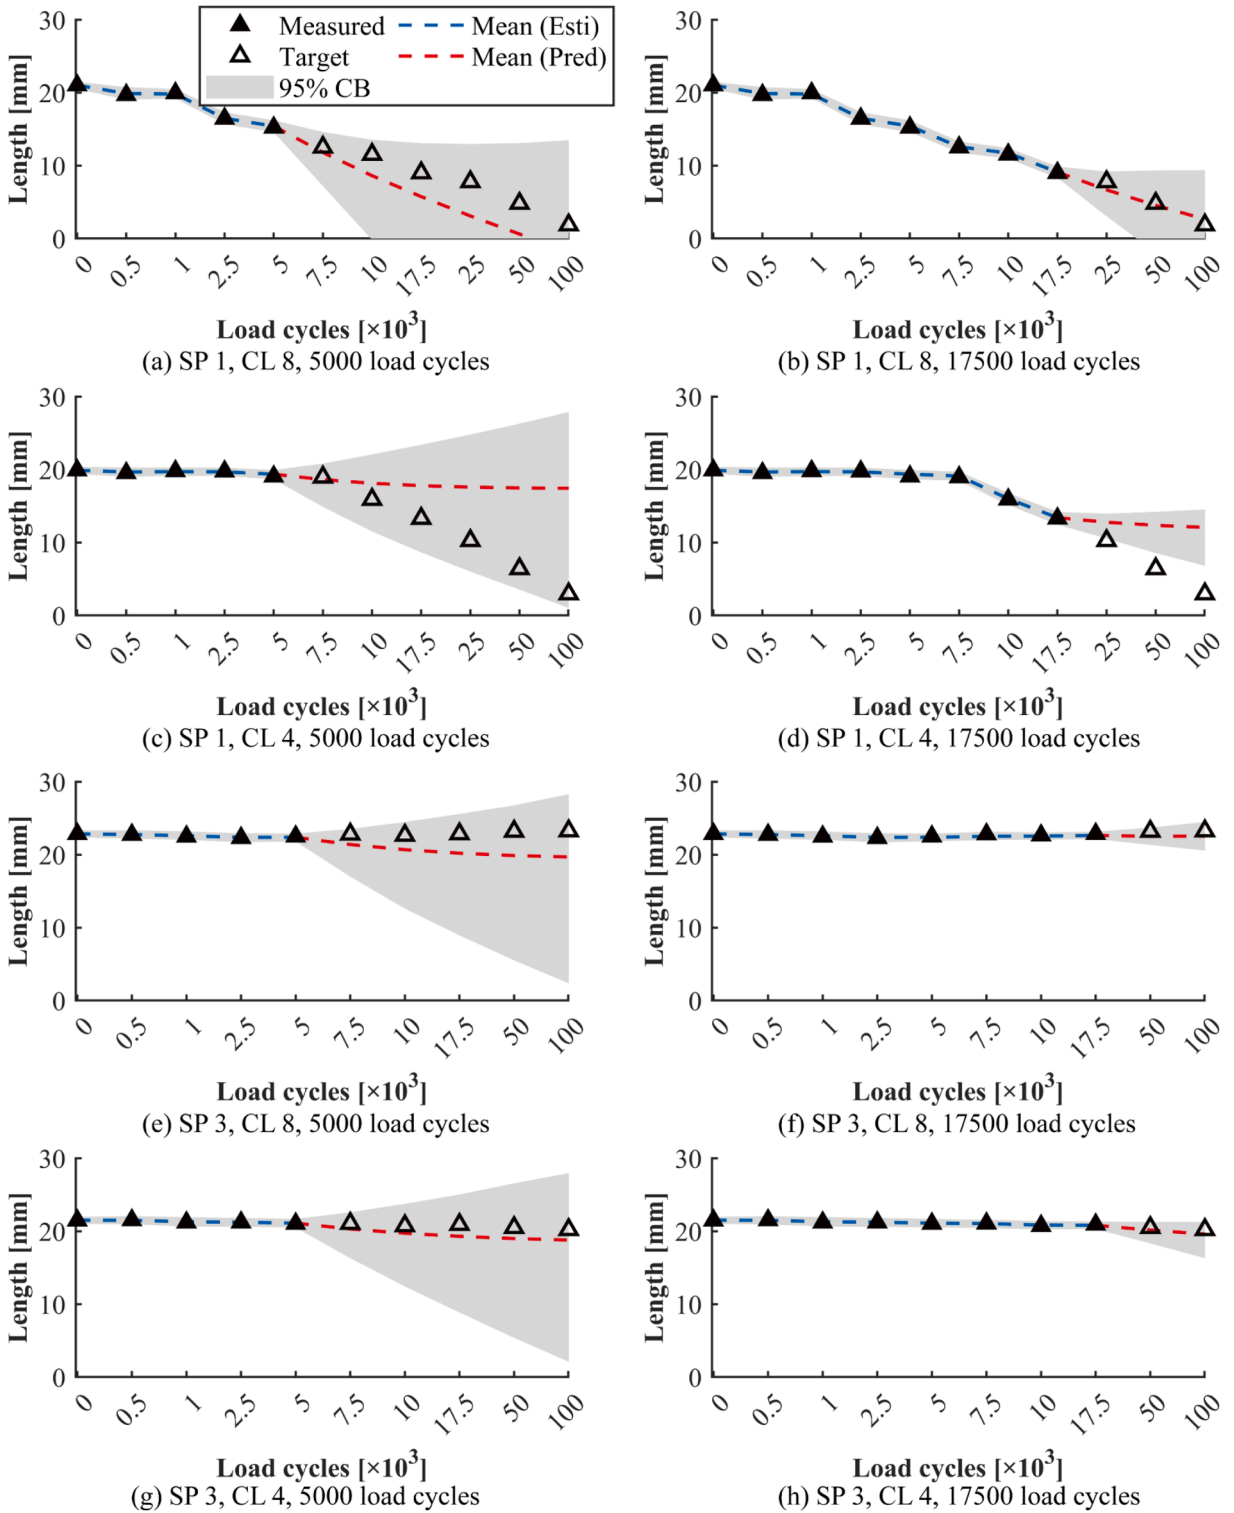 Measured
Mean (Esti)
Target
Mean (Pred)
95% CB
30
20
10
0
Length [mm]
0 0.5 1 2.5 5 7.5 10 17.5 25 50 100
Load cycles [×10³]
(a) SP 1, CL 8, 5000 load cycles
30
20
10
0
Length [mm]
0 0.5 1 2.5 5 7.5 10 17.5 25 50 100
Load cycles [×10³]
(b) SP 1, CL 8, 17500 load cycles
30
20
10
0
Length [mm]
0 0.5 1 2.5 5 7.5 10 17.5 25 50 100
Load cycles [×10³]
(c) SP 1, CL 4, 5000 load cycles
30
20
10
0
Length [mm]
0 0.5 1 2.5 5 7.5 10 17.5 25 50 100
Load cycles [×10³]
(d) SP 1, CL 4, 17500 load cycles
30
20
10
0
Length [mm]
0 0.5 1 2.5 5 7.5 10 17.5 50 100
Load cycles [×10³]
(e) SP 3, CL 8, 5000 load cycles
30
20
10
0
Length [mm]
0 0.5 1 2.5 5 7.5 10 17.5 50 100
Load cycles [×10³]
(f) SP 3, CL 8, 17500 load cycles
30
20
10
0
Length [mm]
0 0.5 1 2.5 5 7.5 10 17.5 50 100
Load cycles [×10³]
(g) SP 3, CL 4, 5000 load cycles
30
20
10
0
Length [mm]
0 0.5 1 2.5 5 7.5 10 17.5 50 100
Load cycles [×10³]
(h) SP 3, CL 4, 17500 load cycles